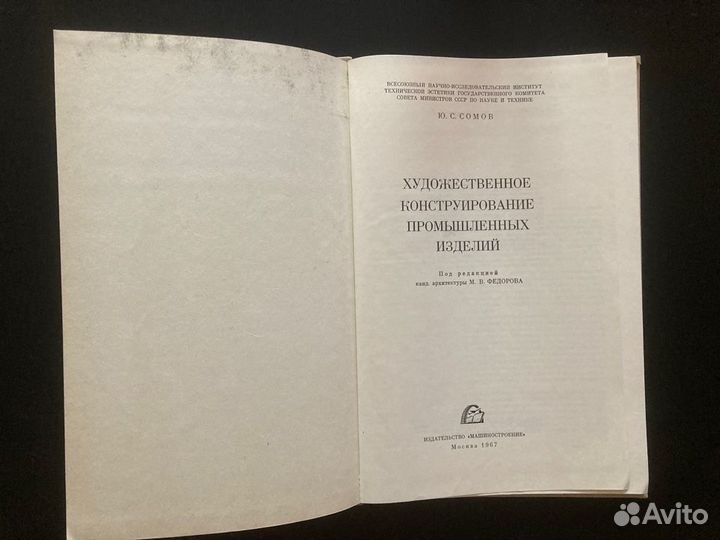 ВСЕСОЮЗНЫЙ НАУЧНО-ИССЛЕДОВАТЕЛЬСКИЙ ИНСТИТУТ
ТЕХНИЧЕСКОЙ ЭСТЕТИКИ ГОСУДАРСТВЕННОГО КОМИТЕТА
СОВЕТА МИНИСТРОВ СССР ПО НАУКЕ И ТЕХНИКЕ
Ю. С. СОМОВ
ХУДОЖЕСТВЕННОЕ
КОНСТРУИРОВАНИЕ
ПРОМЫШЛЕННЫХ
ИЗДЕЛИЙ
Под редакцией
канд. архитектуры М. В. ФЕДОРОВА
ИЗДАТЕЛЬСТВО «МАШИНОСТРОЕНИЕ»
Москва 1967
Avito